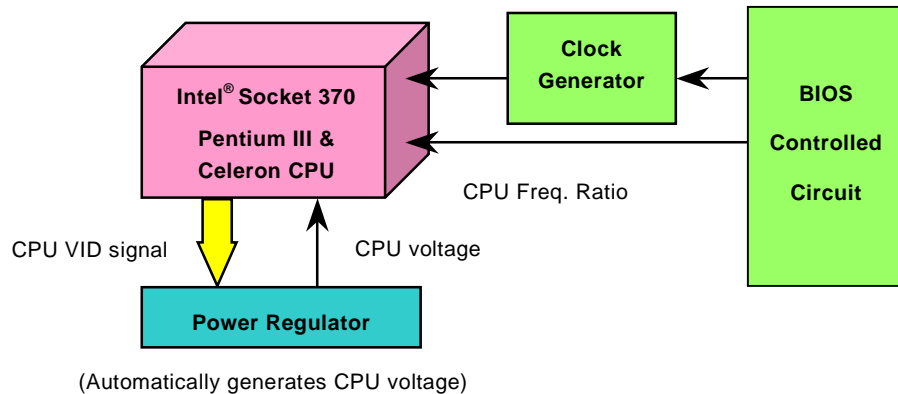 Intel® Socket 370
Pentium III &
Celeron CPU
Clock
Generator
BIOS
Controlled
Circuit
CPU Freq. Ratio
CPU VID signal
CPU voltage
Power Regulator
(Automatically generates CPU voltage)